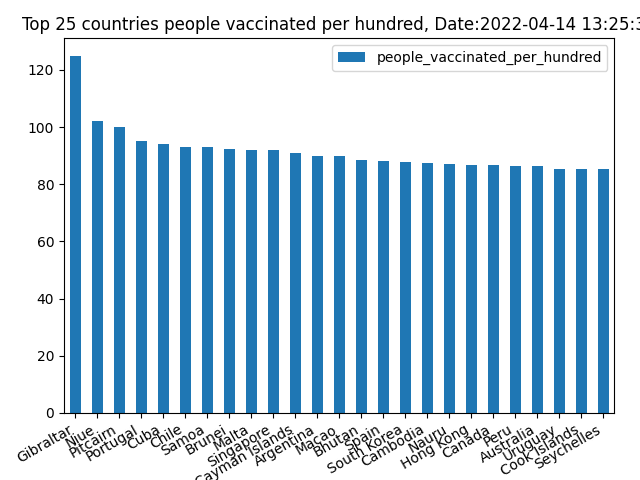 Top 25 countries people vaccinated per hundred, Date:2022-04-14 13:25:3
people_vaccinated_per_hundred
120
100
80
60
40
20
0
Gibraltar
Niue
Pitcairn
Portugal
Cuba
Chile
Samoa
Brunei
Malta
Singapore
Cayman Islands
Argentina
Macao
Bhutan
Spain
South Korea
Cambodia
Nauru
Hong Kong
Canada
Peru
Australia
Uruguay
Cook Islands
Seychelles